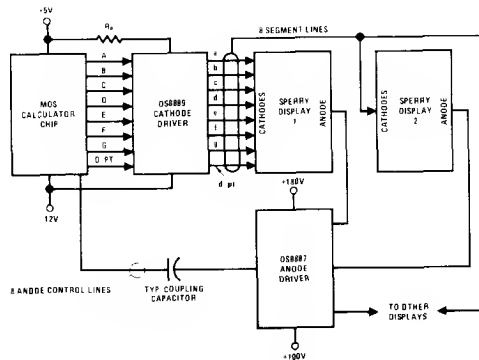 +5V
Ra
8 SEGMENT LINES
MOS
CALCULATOR
CHIP
A
B
C
D
E
F
G
D PT
DS8889
CATHODE
DRIVER
a
b
c
d
e
f
g
d pt
CATHODES
SPERRY
DISPLAY
1
ANODE
CATHODES
SPERRY
DISPLAY
2
ANODE
12V
+180V
DS8887
ANODE
DRIVER
8 ANODE CONTROL LINES
TYP COUPLING
CAPACITOR
TO OTHER
DISPLAYS
+100V